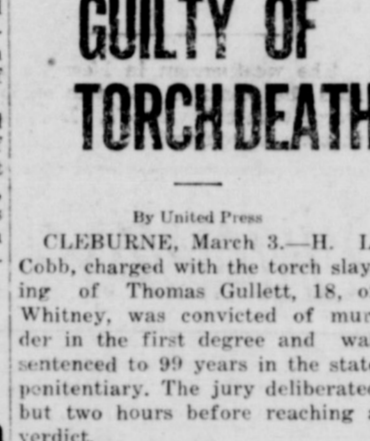 GUILTY OF
TORCH DEATH
By United Press
CLEBURNE, March 3.—H.
Cobb, charged with the torch slay
ing of Thomas Gullett, 18, o
Whitney, was convicted of mur
der in the first degree and wa
sentenced to 99 years in the stat
penitentiary. The jury deliberate
but two hours before reaching
verdict.